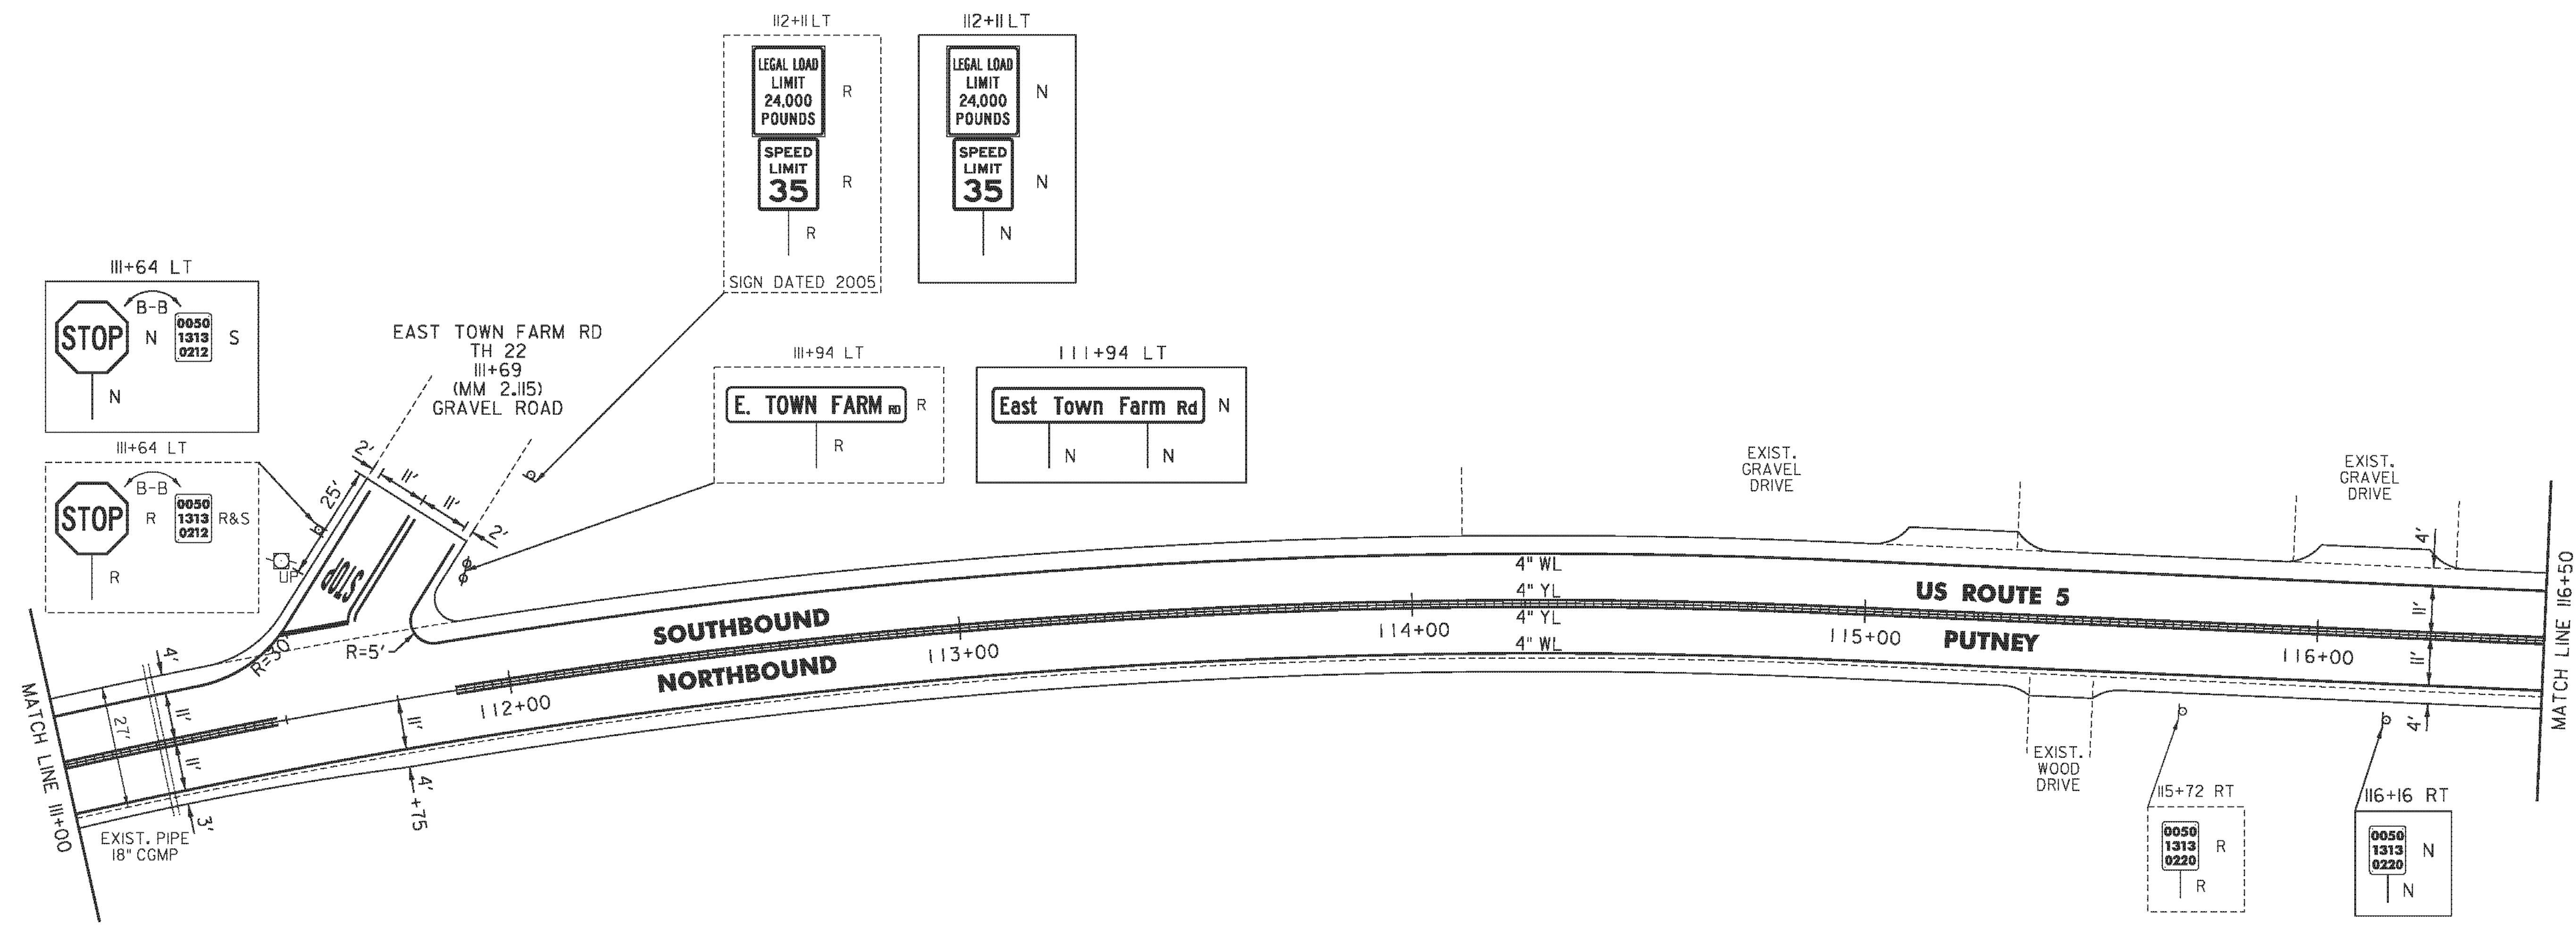 112+11 LT
LEGAL LOAD
LIMIT
24,000
POUNDS
R
SPEED
LIMIT
35
R
R
SIGN DATED 2005
112+11 LT
LEGAL LOAD
LIMIT
24,000
POUNDS
N
SPEED
LIMIT
35
N
N
111+64 LT
STOP
B-B
N
0050
1313
0212
S
N
111+64 LT
STOP
B-B
R
0050
1313
0212
R&S
R
EAST TOWN FARM RD
TH 22
111+69
(MM 2.115)
GRAVEL ROAD
111+94 LT
E. TOWN FARM RD
R
R
111+94 LT
East Town Farm Rd
N
N
N
2'
11'
11'
2'
25'
UP
STOP
R=30'
R=5'
EXIST.
GRAVEL
DRIVE
EXIST.
GRAVEL
DRIVE
4'
4" WL
4" YL
4" YL
4" WL
US ROUTE 5
PUTNEY
SOUTHBOUND
NORTHBOUND
112+00
113+00
114+00
115+00
116+00
11'
11'
4'
MATCH LINE 116+50
MATCH LINE 111+00
4'
27'
11'
11'
3'
11'
4'
+75
EXIST. PIPE
18" CGMP
EXIST.
WOOD
DRIVE
115+72 RT
0050
1313
0220
R
R
116+16 RT
0050
1313
0220
N
N